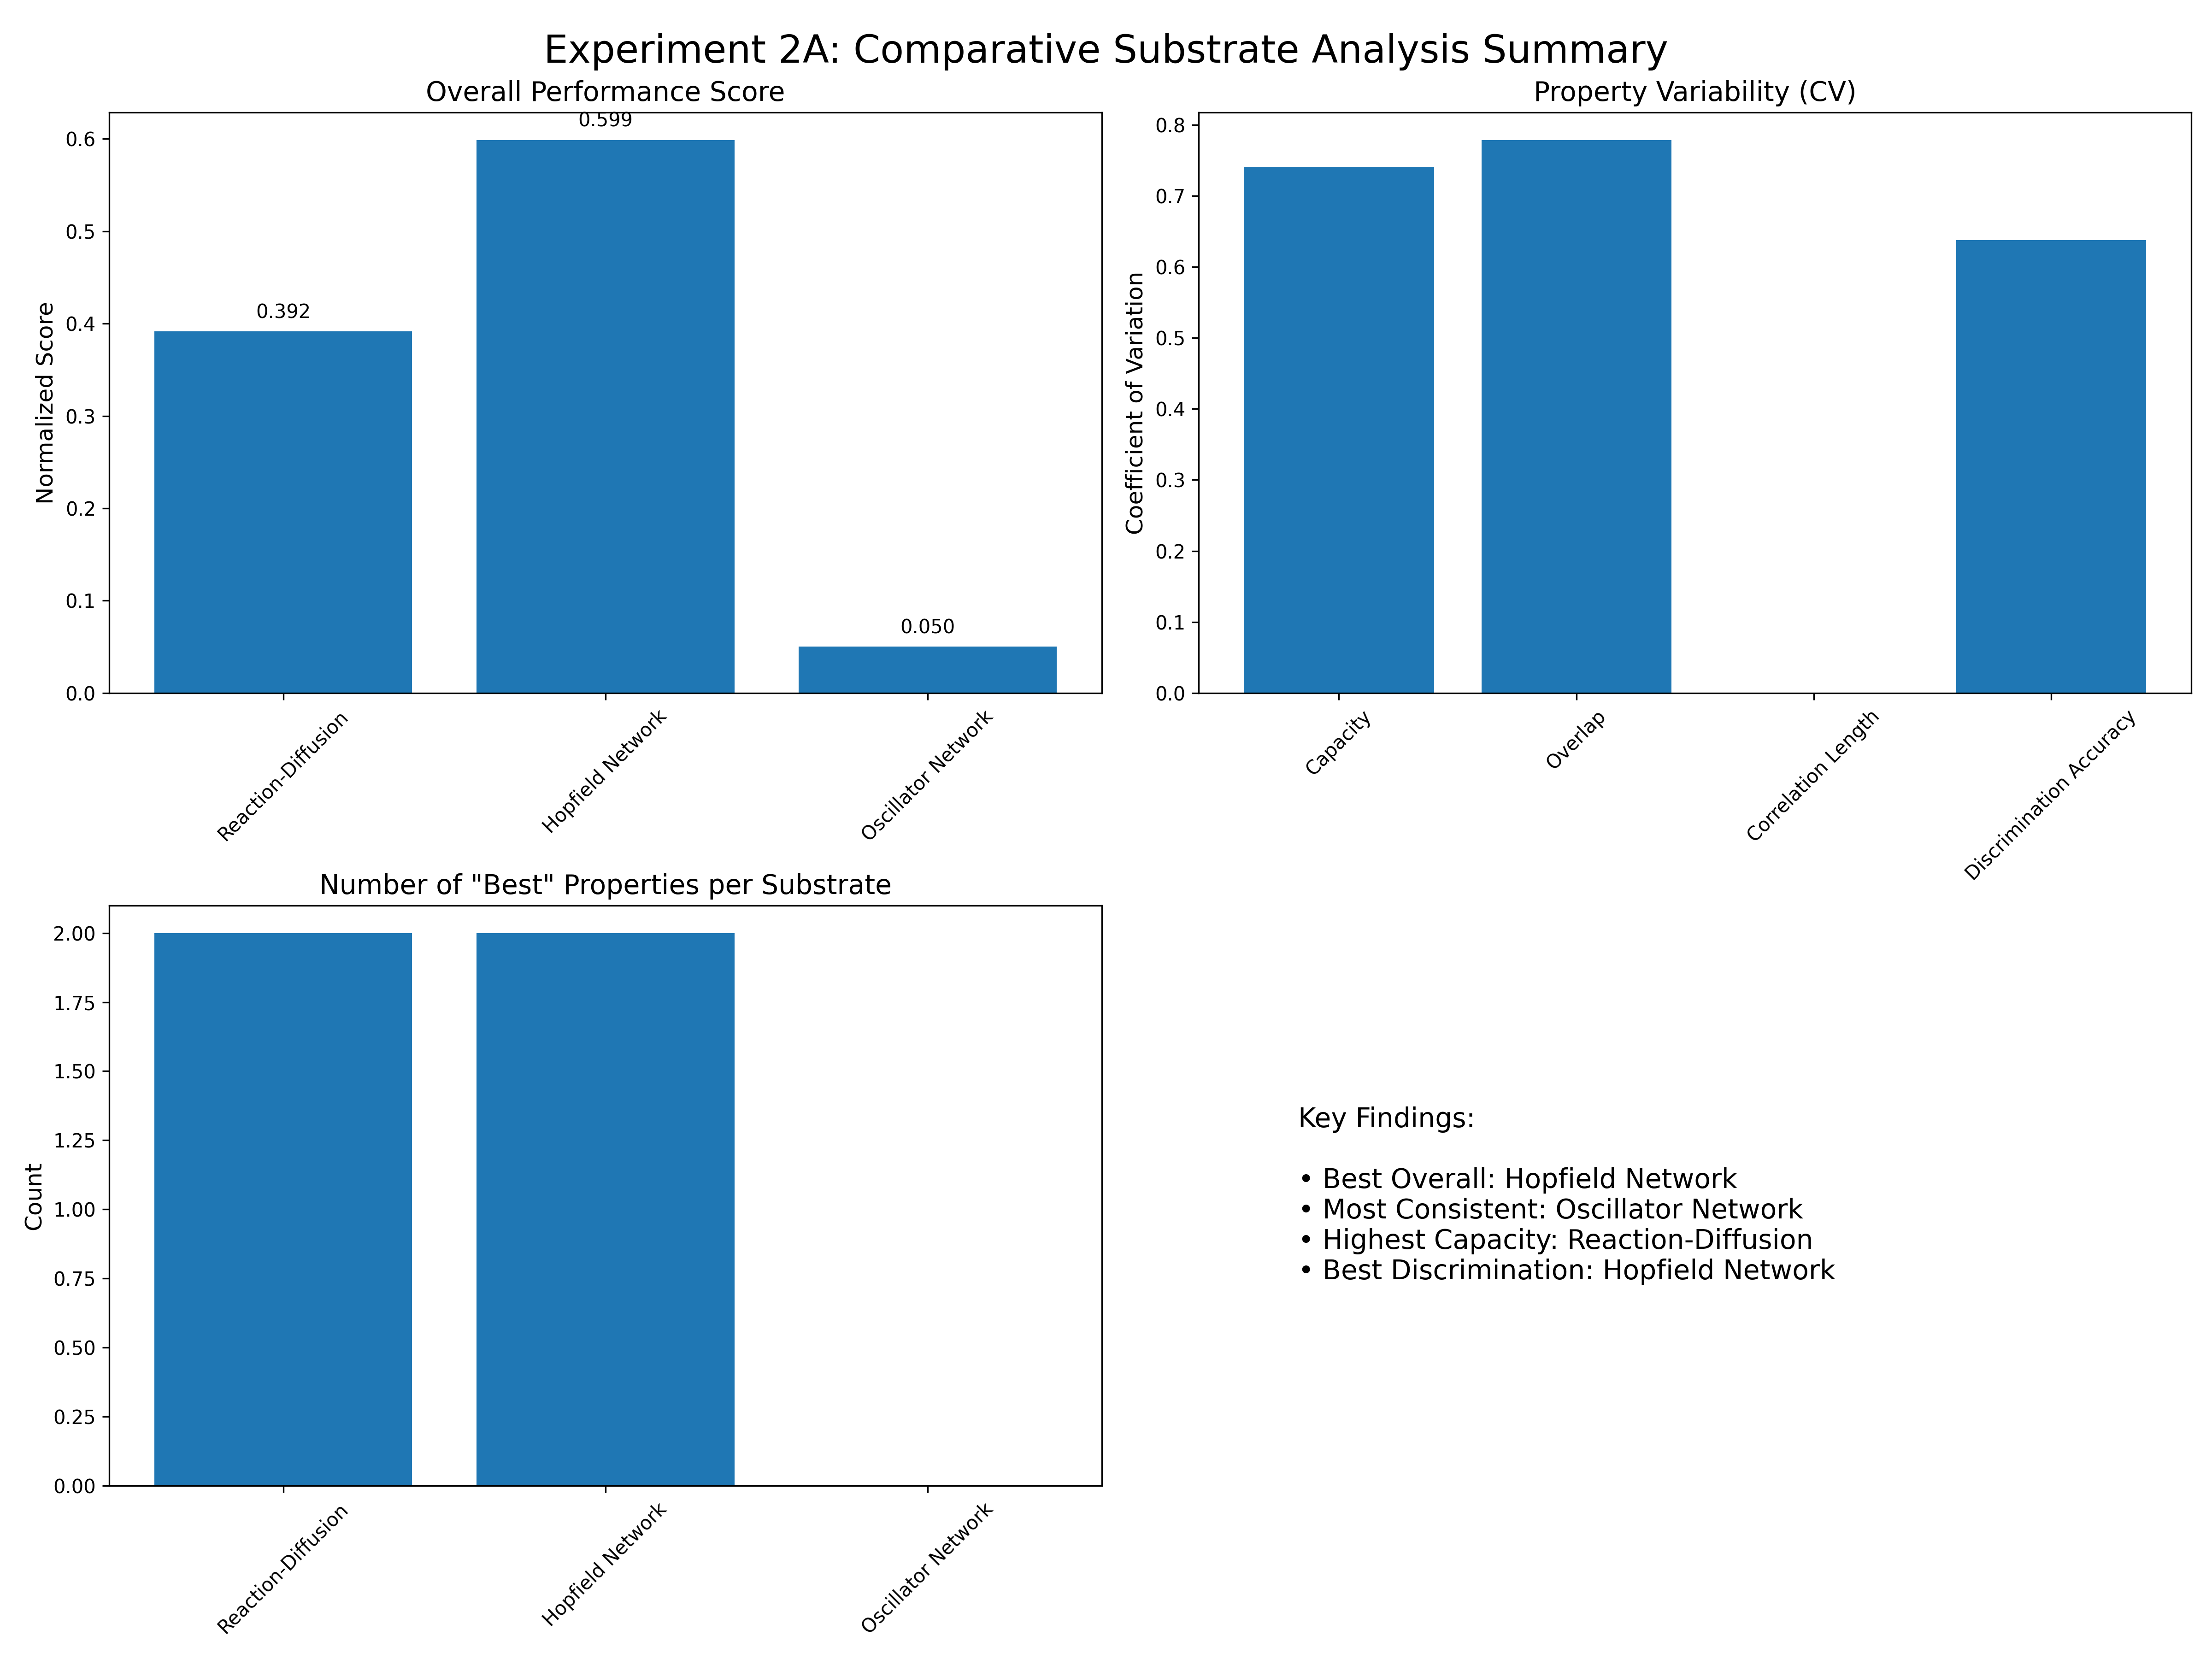 Experiment 2A: Comparative Substrate Analysis Summary
Overall Performance Score
Normalized Score
0.6
0.5
0.4
0.3
0.2
0.1
0.0
0.392
0.599
0.050
Reaction-Diffusion
Hopfield Network
Oscillator Network
Property Variability (CV)
Coefficient of Variation
0.8
0.7
0.6
0.5
0.4
0.3
0.2
0.1
0.0
Capacity
Overlap
Correlation Length
Discrimination Accuracy
Number of "Best" Properties per Substrate
Count
2.00
1.75
1.50
1.25
1.00
0.75
0.50
0.25
0.00
Reaction-Diffusion
Hopfield Network
Oscillator Network
Key Findings:
• Best Overall: Hopfield Network
• Most Consistent: Oscillator Network
• Highest Capacity: Reaction-Diffusion
• Best Discrimination: Hopfield Network